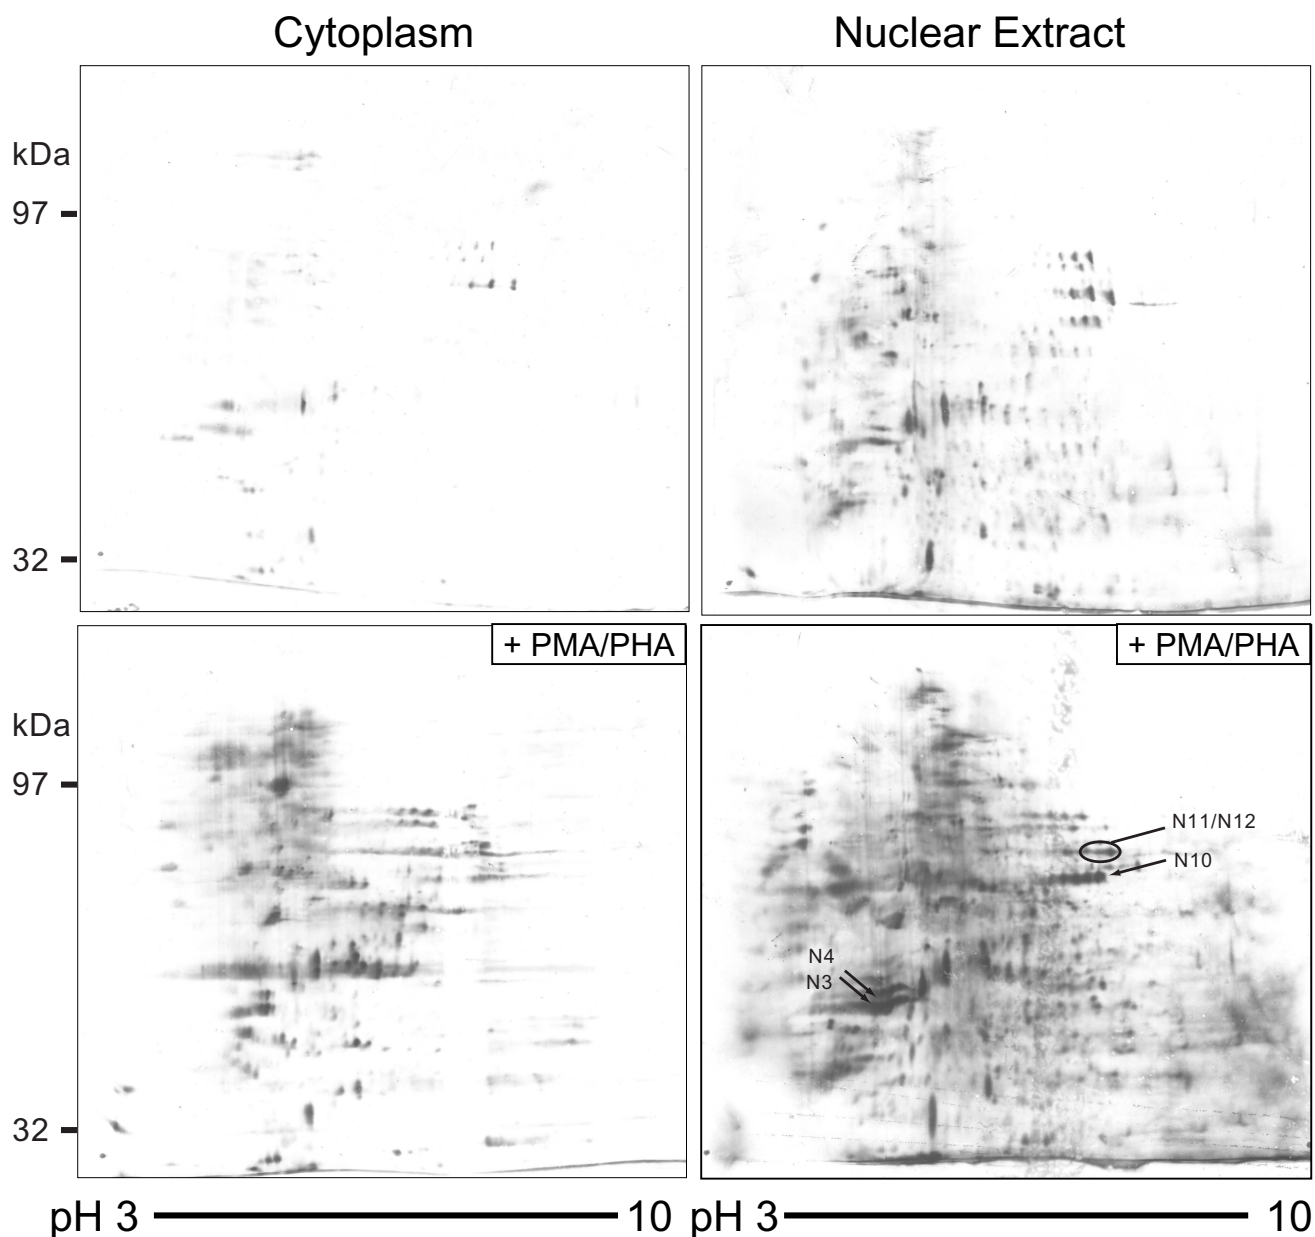 Cytoplasm
Nuclear Extract
kDa
97
32
+ PMA/PHA
+ PMA/PHA
kDa
97
32
N11/N12
N10
N4
N3
pH 3
10
pH 3
10